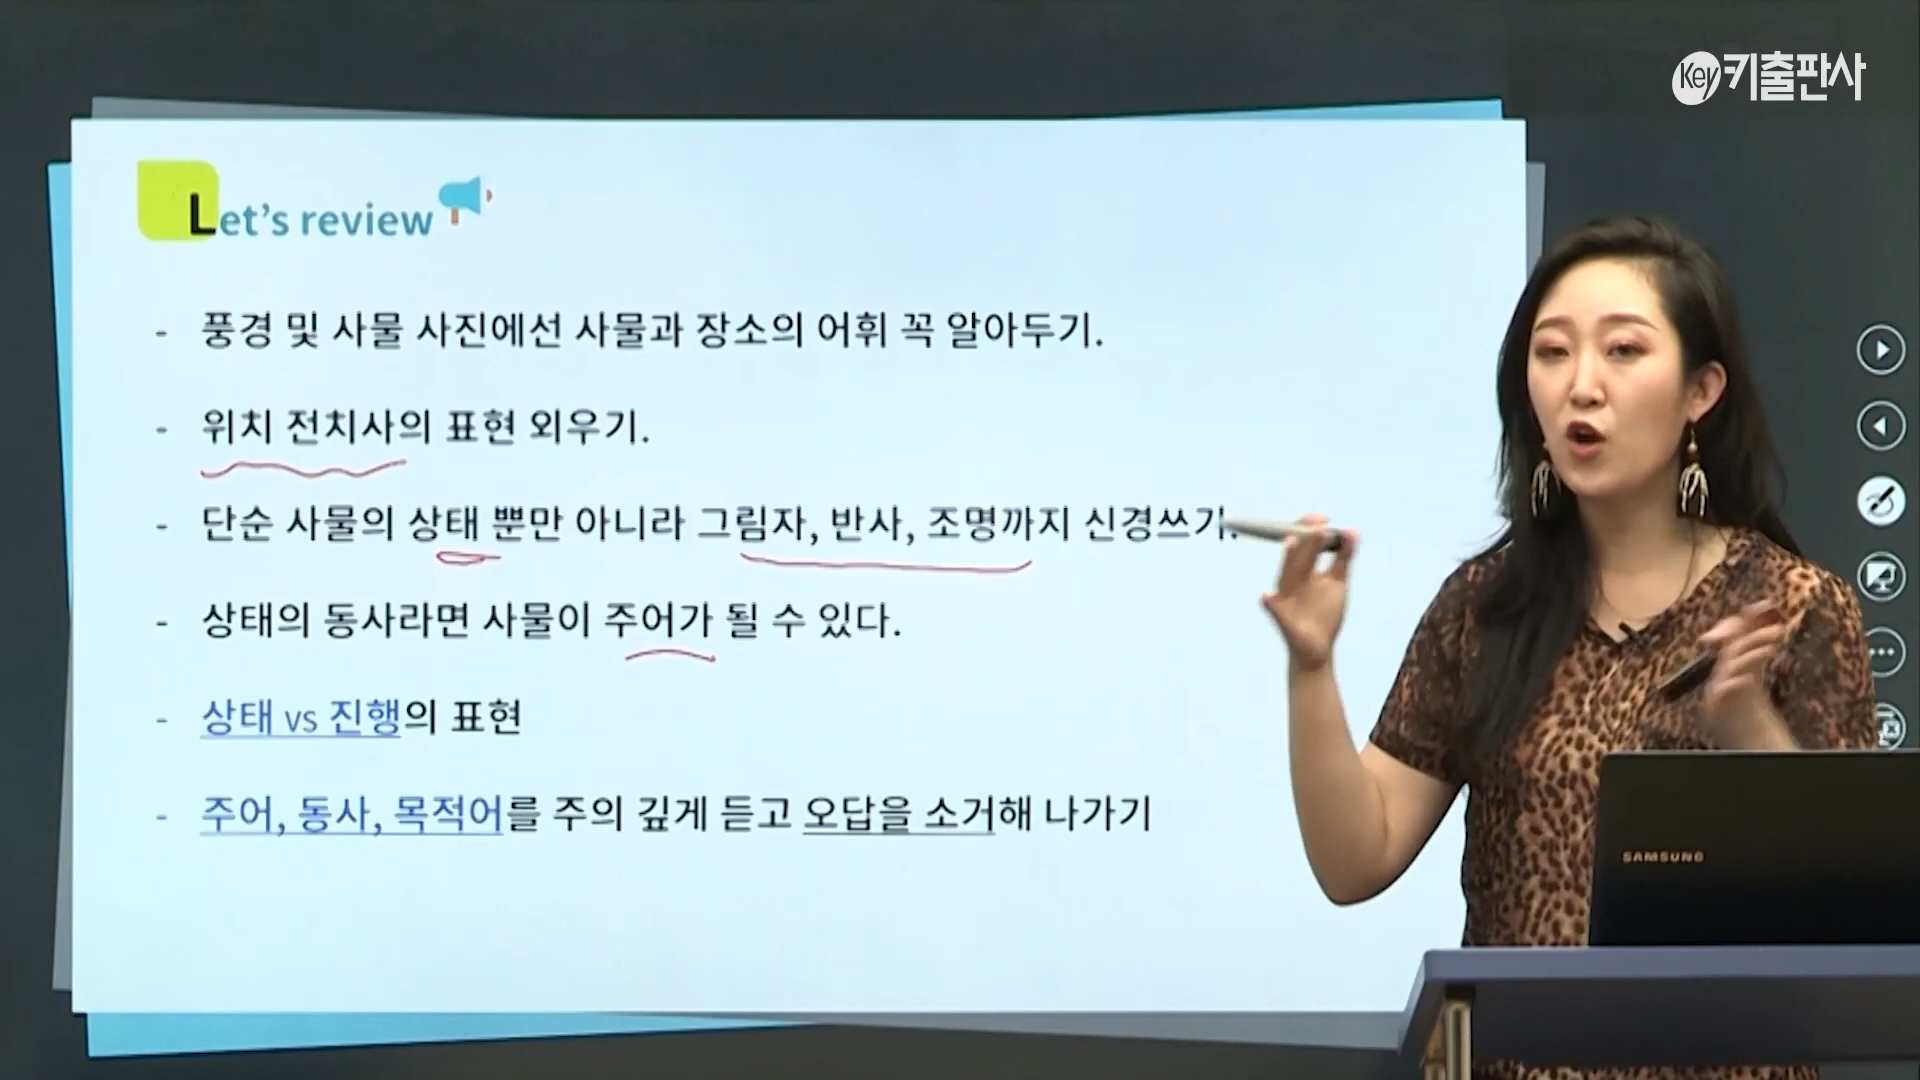 Key키출판사
Let's review
- 풍경 및 사물 사진에선 사물과 장소의 어휘 꼭 알아두기.
- 위치 전치사의 표현 외우기.
- 단순 사물의 상태 뿐만 아니라 그림자, 반사, 조명까지 신경쓰기.
- 상태의 동사라면 사물이 주어가 될 수 있다.
- 상태 vs 진행의 표현
- 주어, 동사, 목적어를 주의 깊게 듣고 오답을 소거해 나가기
SAMSUNG